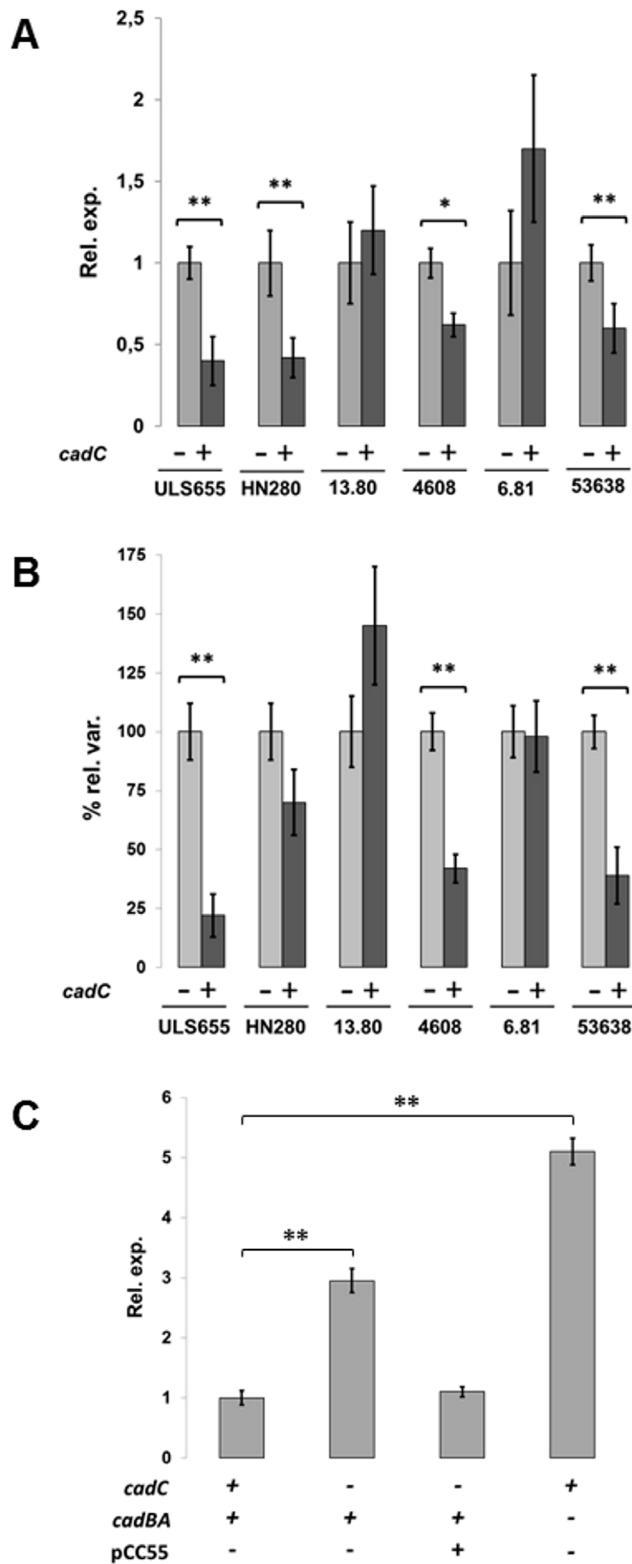 A
2,5
2
** ** * **
1,5
Rel. exp.
1
0,5
0
cadC - + - + - + - + - + - +
ULS655 HN280 13.80 4608 6.81 53638
B
175
150
** ** **
125
100
% rel. var.
75
50
25
0
cadC - + - + - + - + - + - +
ULS655 HN280 13.80 4608 6.81 53638
C
6
**
5
4
**
Rel. exp.
3
2
1
0
cadC + - - +
cadBA + + + -
pCC55 - - + -